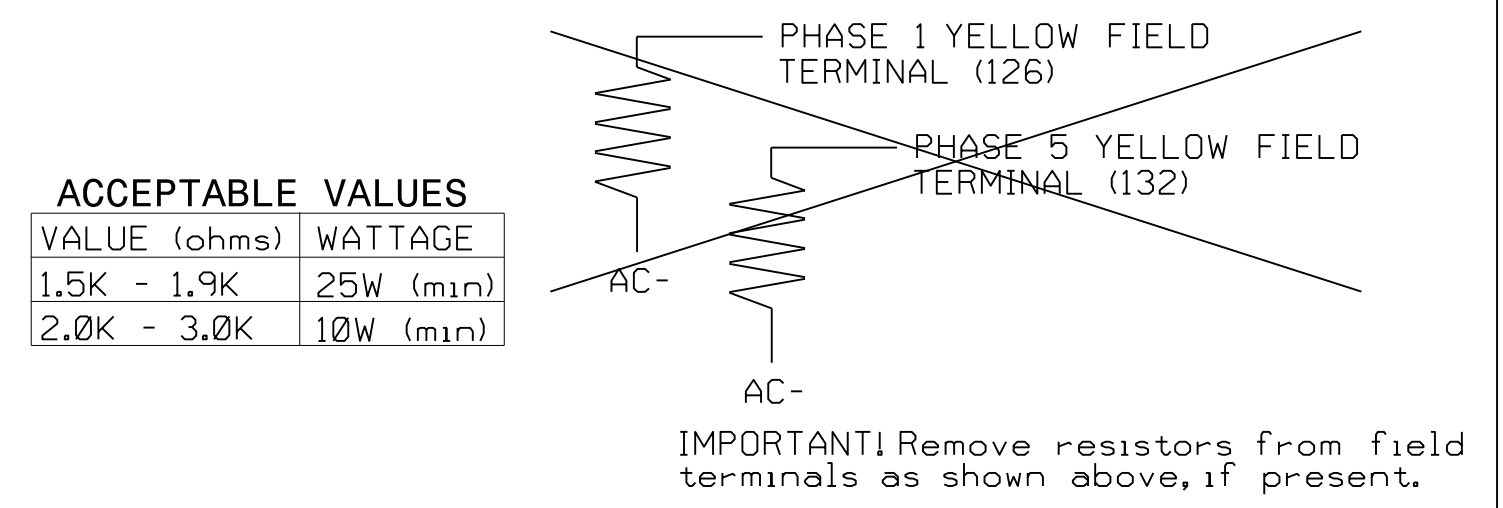 PHASE 1 YELLOW FIELD
TERMINAL (126)
PHASE 5 YELLOW FIELD
TERMINAL (132)
ACCEPTABLE VALUES
VALUE (ohms) WATTAGE
1.5K - 1.9K 25W (min)
2.0K - 3.0K 10W (min)
AC-
AC-
IMPORTANT! Remove resistors from field
terminals as shown above, if present.